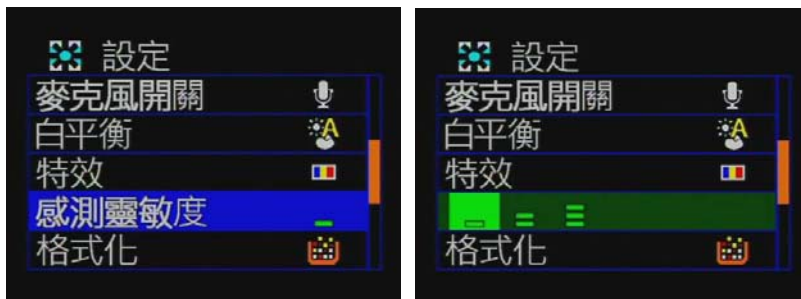 設定
麥克風開關
白平衡
特效
感測靈敏度
格式化
設定
麥克風開關
白平衡
特效
格式化